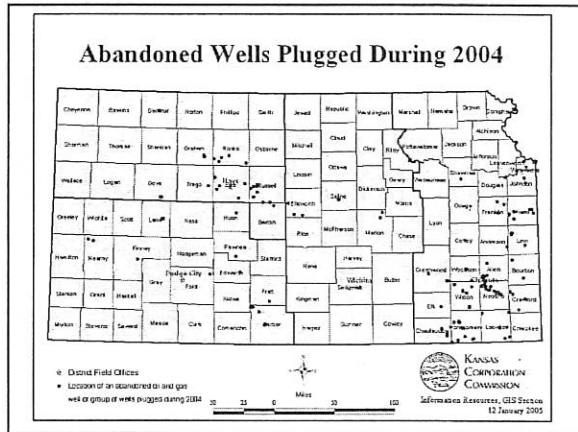 Abandoned Wells Plugged During 2004
Cheyenne Rawlins Decatur Norton Phillips Smith Jewell Republic Washington Marshall Nemaha Brown Doniphan
Sherman Thomas Sheridan Graham Rooks Osborne Mitchell Cloud Clay Riley Pottawatomie Jackson Atchison
Jefferson Leavenworth
Wallace Logan Gove Trego Ellis Russell Lincoln Ottawa Dickinson Geary Wabaunsee Shawnee Douglas Johnson Wyandotte
Ellsworth Saline Morris Osage Franklin Miami
Greeley Wichita Scott Lane Ness Rush Barton Rice McPherson Marion Chase Lyon Coffey Anderson Linn
Hamilton Kearny Finney Hodgeman Pawnee Stafford Reno Harvey Greenwood Woodson Allen Bourbon
Dodge City Wichita Chanute
Gray Ford Edwards Sedgwick Butler
Stanton Grant Haskell Kiowa Pratt Kingman Elk Wilson Neosho Crawford
Morton Stevens Seward Meade Clark Comanche Barber Harper Sumner Cowley Chautauqua Montgomery Labette Cherokee
District Field Offices
Location of an abandoned oil and gas
well or group of wells plugged during 2004
30 25 0 50 100 150
Miles
KANSAS
CORPORATION
COMMISSION
Information Resources, GIS Section
12 January 2005